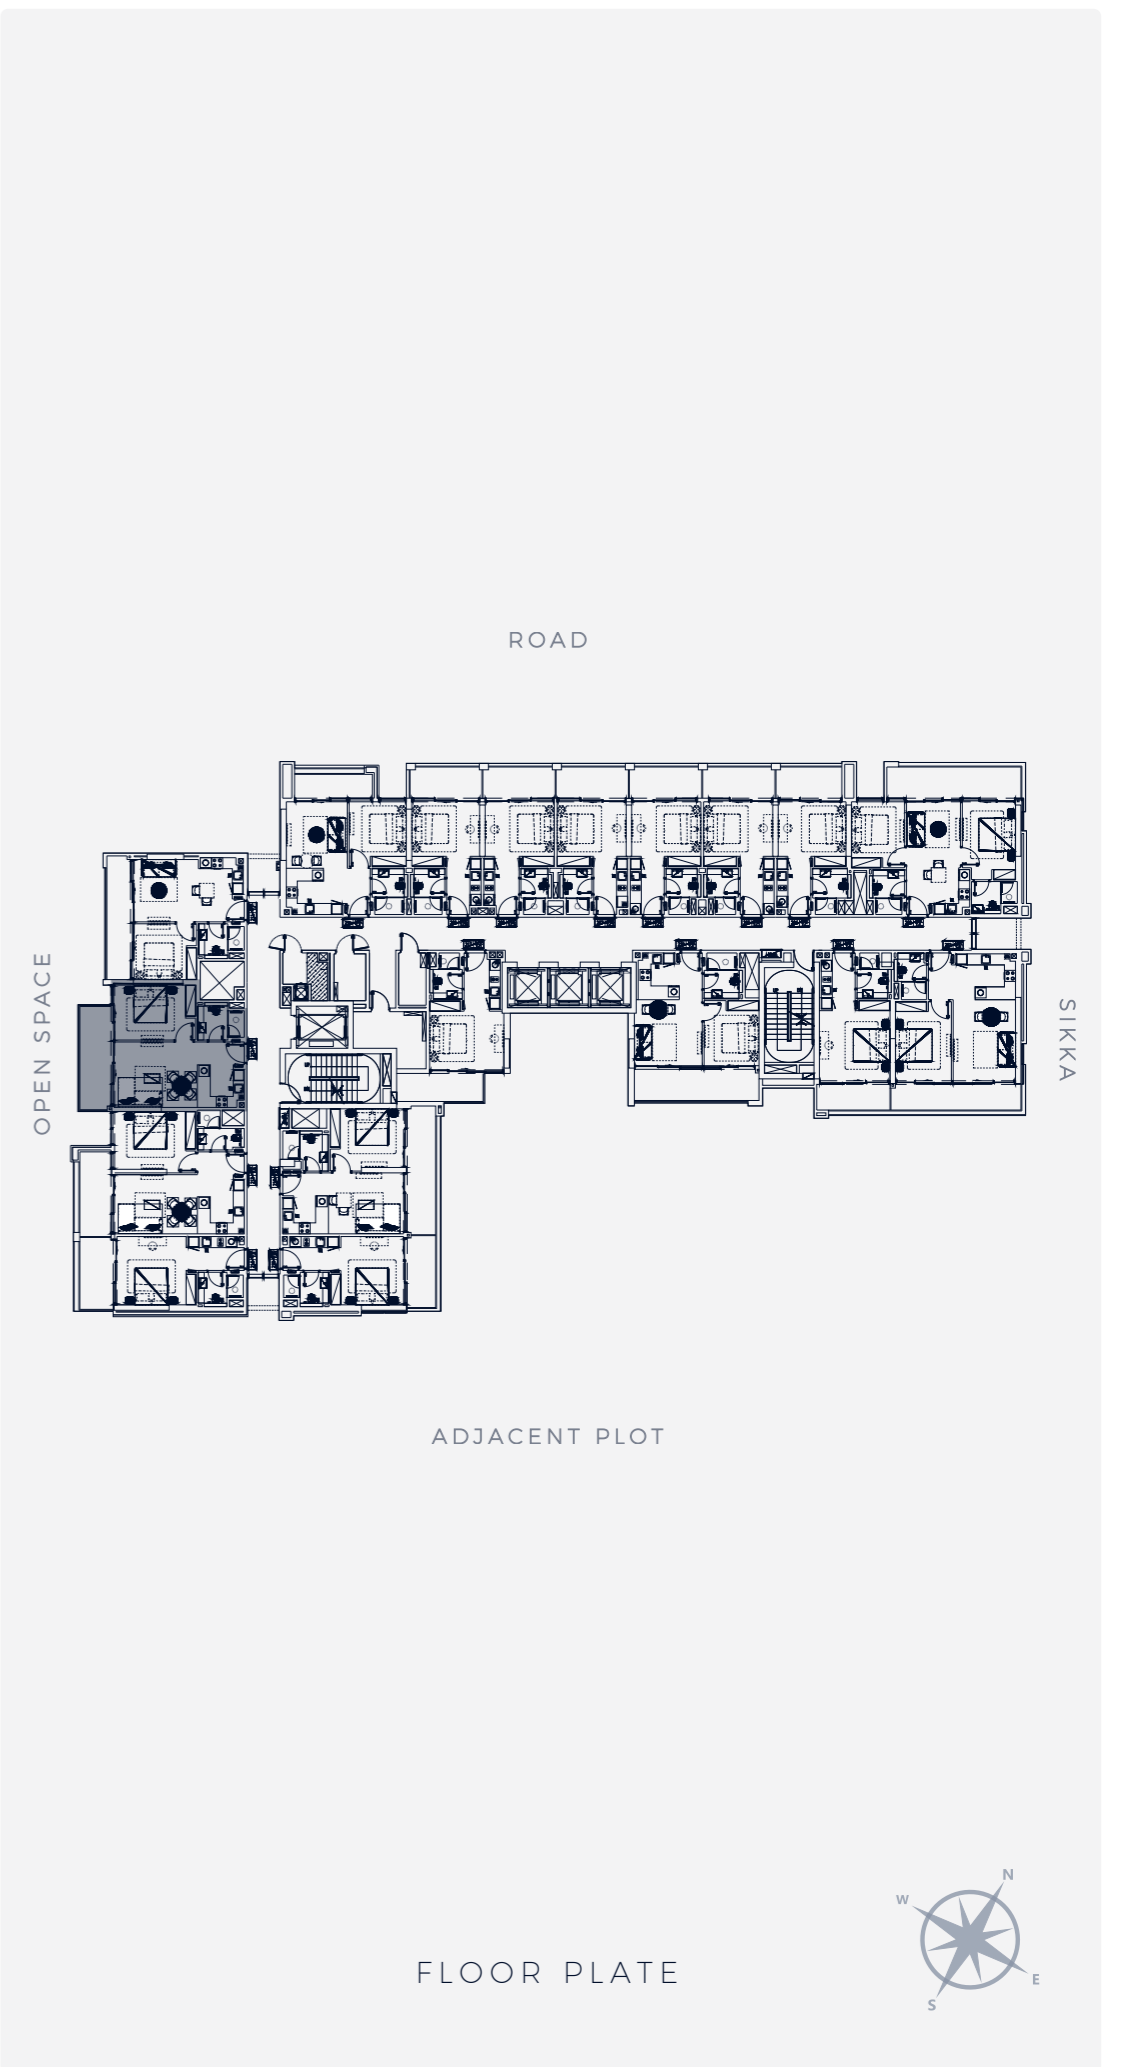 ROAD
OPEN SPACE
SIKKA
ADJACENT PLOT
N
W
E
S
FLOOR PLATE